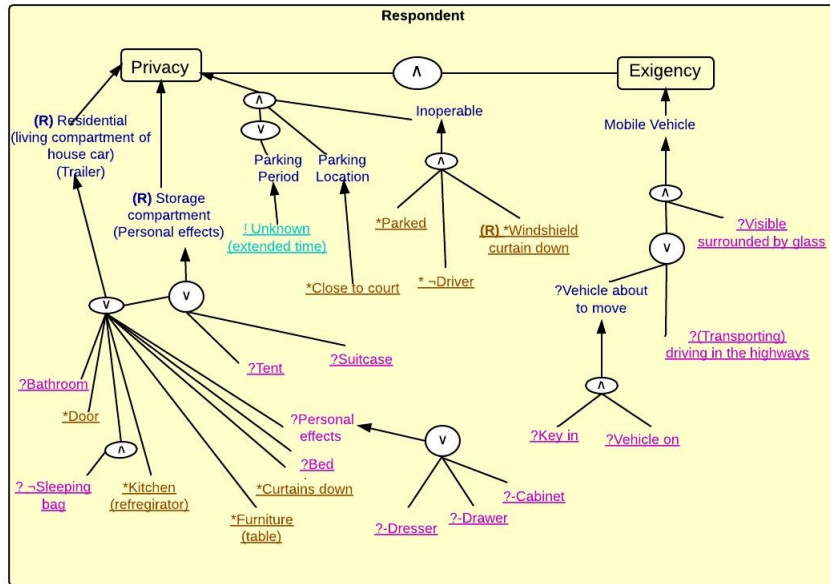 Respondent
Privacy
∧
Exigency
(R) Residential
(living compartment of
house car)
(Trailer)
∧
∨
Parking
Period
Parking
Location
Inoperable
Mobile Vehicle
(R) Storage
compartment
(Personal effects)
! Unknown
(extended time)
∧
*Parked
(R) *Windshield
curtain down
* ¬Driver
*Close to court
∧
?Visible
surrounded by glass
∨
?Vehicle about
to move
?(Transporting)
driving in the highways
∨
∨
?Tent
?Suitcase
∧
?Key in
?Vehicle on
?Bathroom
*Door
∧
? ¬Sleeping
bag
*Kitchen
(refregirator)
?Personal
effects
?Bed
*Curtains down
*Furniture
(table)
∨
?-Cabinet
?-Drawer
?-Dresser